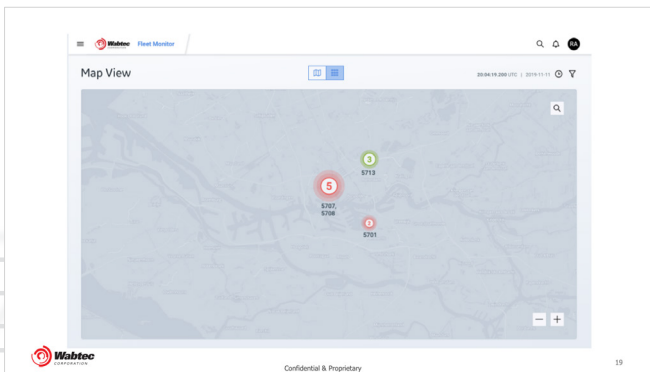 Wabtec Fleet Monitor
RA
Map View
20:04:19.200 UTC | 2019-11-11
3
5713
5
5707,
5708
5701
Wabtec
CORPORATION
Confidential & Proprietary
19